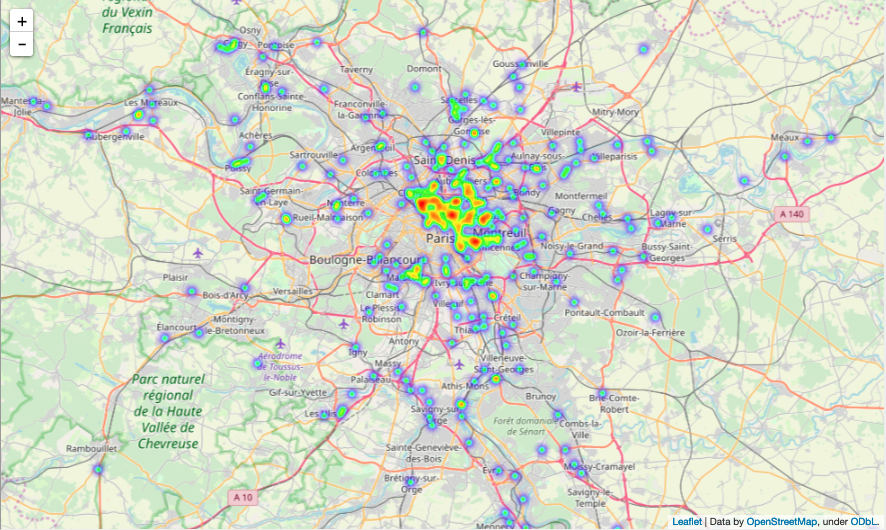 régional
du Vexin
Français
+
-
Osny
Pontoise
Éragny-sur-
Oise
Conflans-Sainte-
Honorine
Taverny
Domont
Goussainville
Mantes-la-
Jolie
Les Mureaux
Aubergenville
Franconville-
la-Garenne
Sarcelles
Garges-lès-
Gonesse
Mitry-Mory
Villepinte
Achères
Sartrouville
Argenteuil
Saint-Denis
Aulnay-sous-
Villeparisis
Meaux
Poissy
Colombes
Aubervilliers
Bondy
Saint-Germain-
en-Laye
Nanterre
Rueil-Malmaison
Montfermeil
Gagny
Chelles
Lagny-sur-
Marne
A 140
Paris
Montreuil
Vincennes
Noisy-le-Grand
Bussy-Saint-
Georges
Serris
Boulogne-Billancourt
Plaisir
Bois-d'Arcy
Versailles
Clamart
Ivry-sur-Seine
Champigny-
sur-Marne
Le Plessis-
Robinson
Villejuif
Créteil
Thiais
Pontault-Combault
Ozoir-la-Ferrière
Élancourt
Montigny-
le-Bretonneux
Antony
Aérodrome
de Toussus-
le-Noble
Igny
Massy
Palaiseau
Villeneuve-
Saint-Georges
Parc naturel
régional
de la Haute
Vallée de
Chevreuse
Gif-sur-Yvette
Les Ulis
Athis-Mons
Savigny-sur-
Orge
Brunoy
Brie-Comte-
Robert
Forêt domaniale
de Sénart
Combs-la-
Ville
Rambouillet
Sainte-Geneviève-
des-Bois
Brétigny-sur-
Orge
Évry
Moissy-Cramayel
Savigny-le-
Temple
A 10
Mennecy
Leaflet | Data by OpenStreetMap, under ODbL.